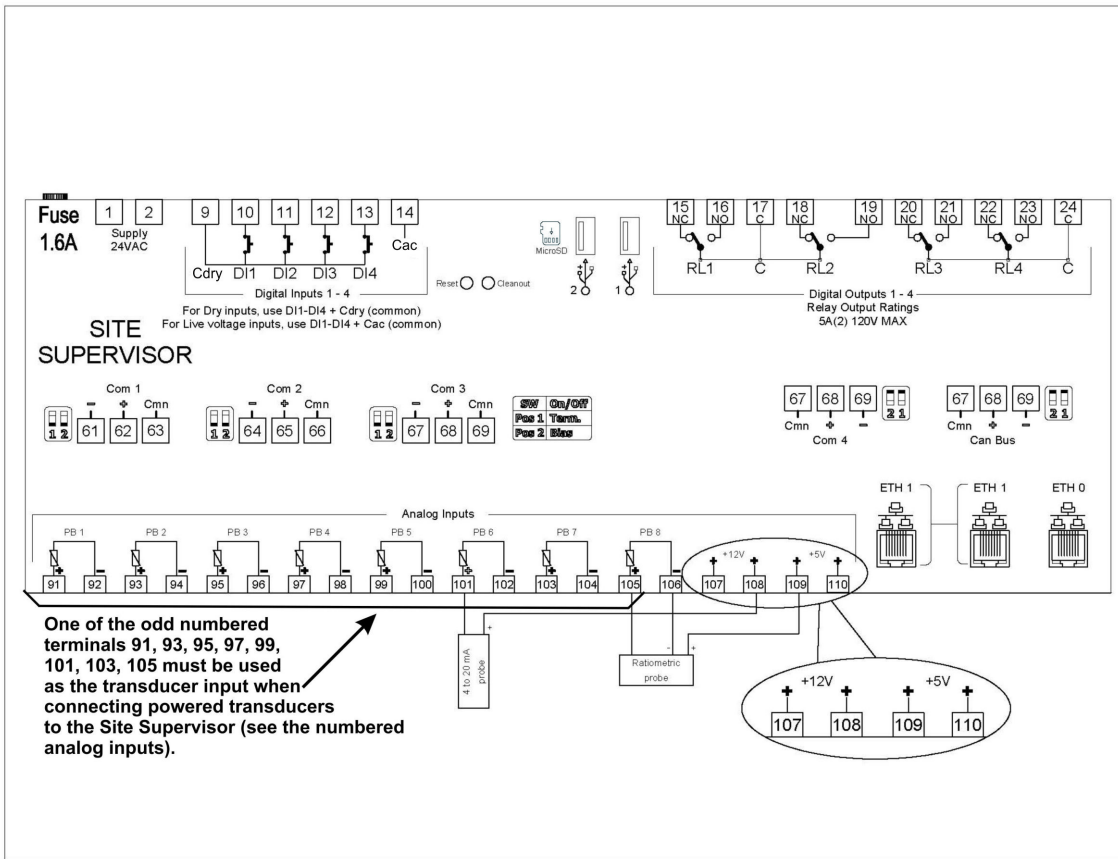 Fuse
1.6A
1 2
Supply
24VAC
9 10 11 12 13 14
Cdry DI1 DI2 DI3 DI4 Cac
Digital Inputs 1 - 4
For Dry inputs, use DI1-DI4 + Cdry (common)
For Live voltage inputs, use DI1-DI4 + Cac (common)
MicroSD
Reset Cleanout
2 1
15 16 17 18 19 20 21 22 23 24
NC NO C NC NO NC NO NC NO C
RL1 C RL2 RL3 RL4 C
Digital Outputs 1 - 4
Relay Output Ratings
5A(2) 120V MAX
SITE
SUPERVISOR
Com 1
- + Cmn
1 2 61 62 63
Com 2
- + Cmn
1 2 64 65 66
Com 3
- + Cmn
1 2 67 68 69
SW On/Off
Pos 1 Term.
Pos 2 Bias
67 68 69 2 1
Cmn + -
Com 4
67 68 69 2 1
Cmn + -
Can Bus
ETH 1 ETH 1 ETH 0
Analog Inputs
PB 1 PB 2 PB 3 PB 4 PB 5 PB 6 PB 7 PB 8
+12V +5V
+ - + - + - + - + - + - + - + - + + + +
91 92 93 94 95 96 97 98 99 100 101 102 103 104 105 106 107 108 109 110
One of the odd numbered
terminals 91, 93, 95, 97, 99,
101, 103, 105 must be used
as the transducer input when
connecting powered transducers
to the Site Supervisor (see the numbered
analog inputs).
+
4 to 20 mA
probe
- +
Ratiometric
probe
+12V +5V
+ + + +
107 108 109 110